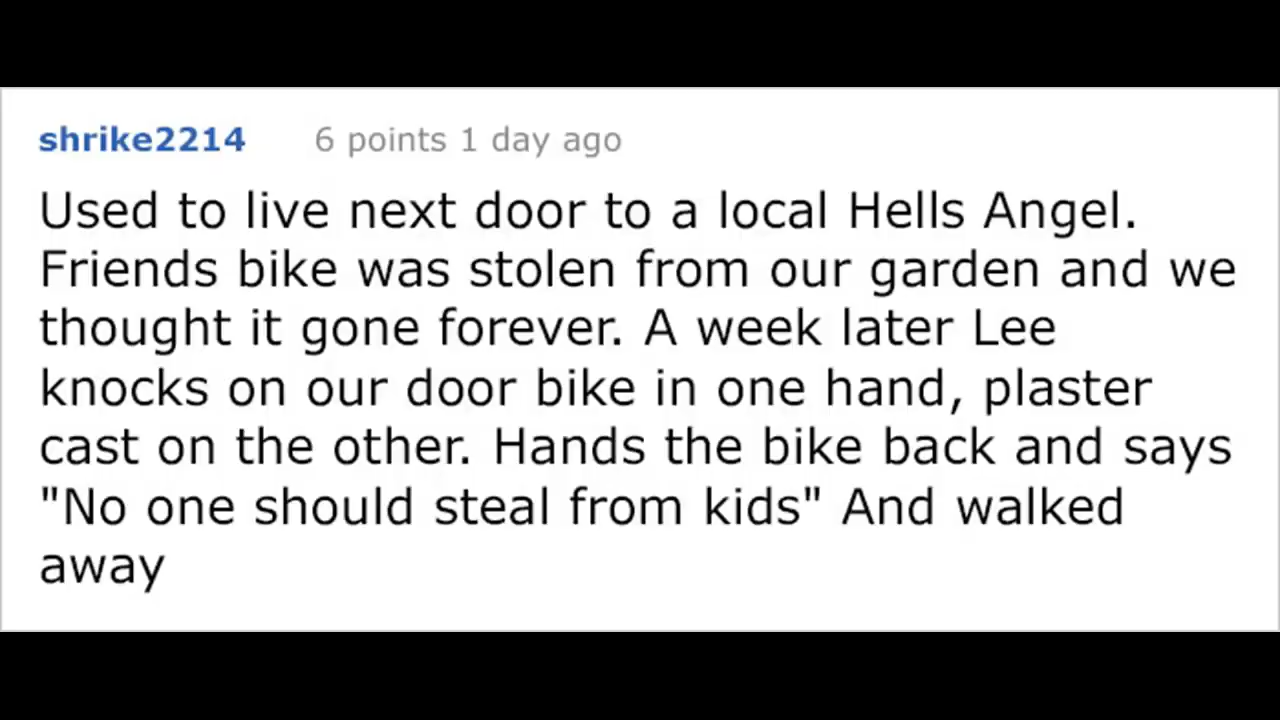 shrike2214 6 points 1 day ago
Used to live next door to a local Hells Angel.
Friends bike was stolen from our garden and we
thought it gone forever. A week later Lee
knocks on our door bike in one hand, plaster
cast on the other. Hands the bike back and says
"No one should steal from kids" And walked
away